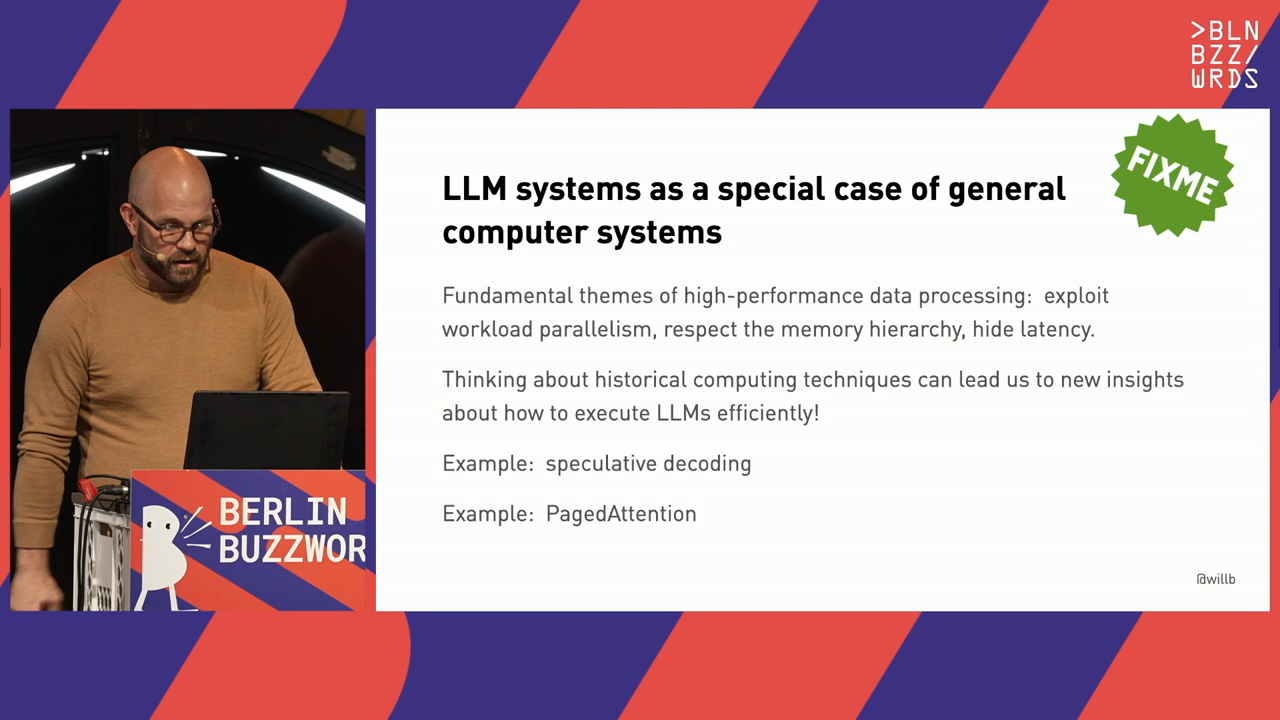 >BLN
BZZ/
WRDS
FIXME
LLM systems as a special case of general
computer systems
Fundamental themes of high-performance data processing:  exploit
workload parallelism, respect the memory hierarchy, hide latency.
Thinking about historical computing techniques can lead us to new insights
about how to execute LLMs efficiently!
Example:  speculative decoding
Example:  PagedAttention
@willb
BERLIN
BUZZWOR